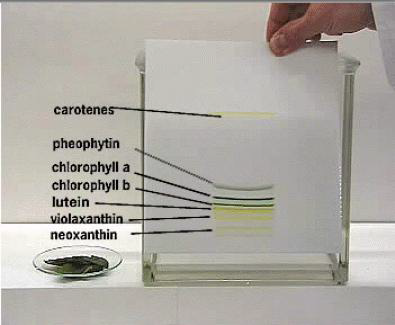 carotenes
pheophytin
chlorophyll a
chlorophyll b
lutein
violaxanthin
neoxanthin